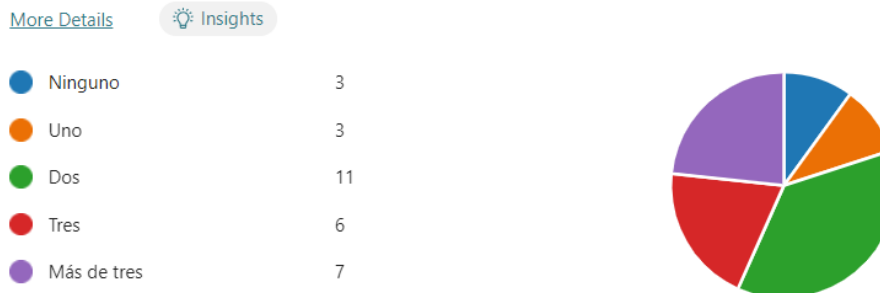 More Details Insights
Ninguno 3
Uno 3
Dos 11
Tres 6
Más de tres 7